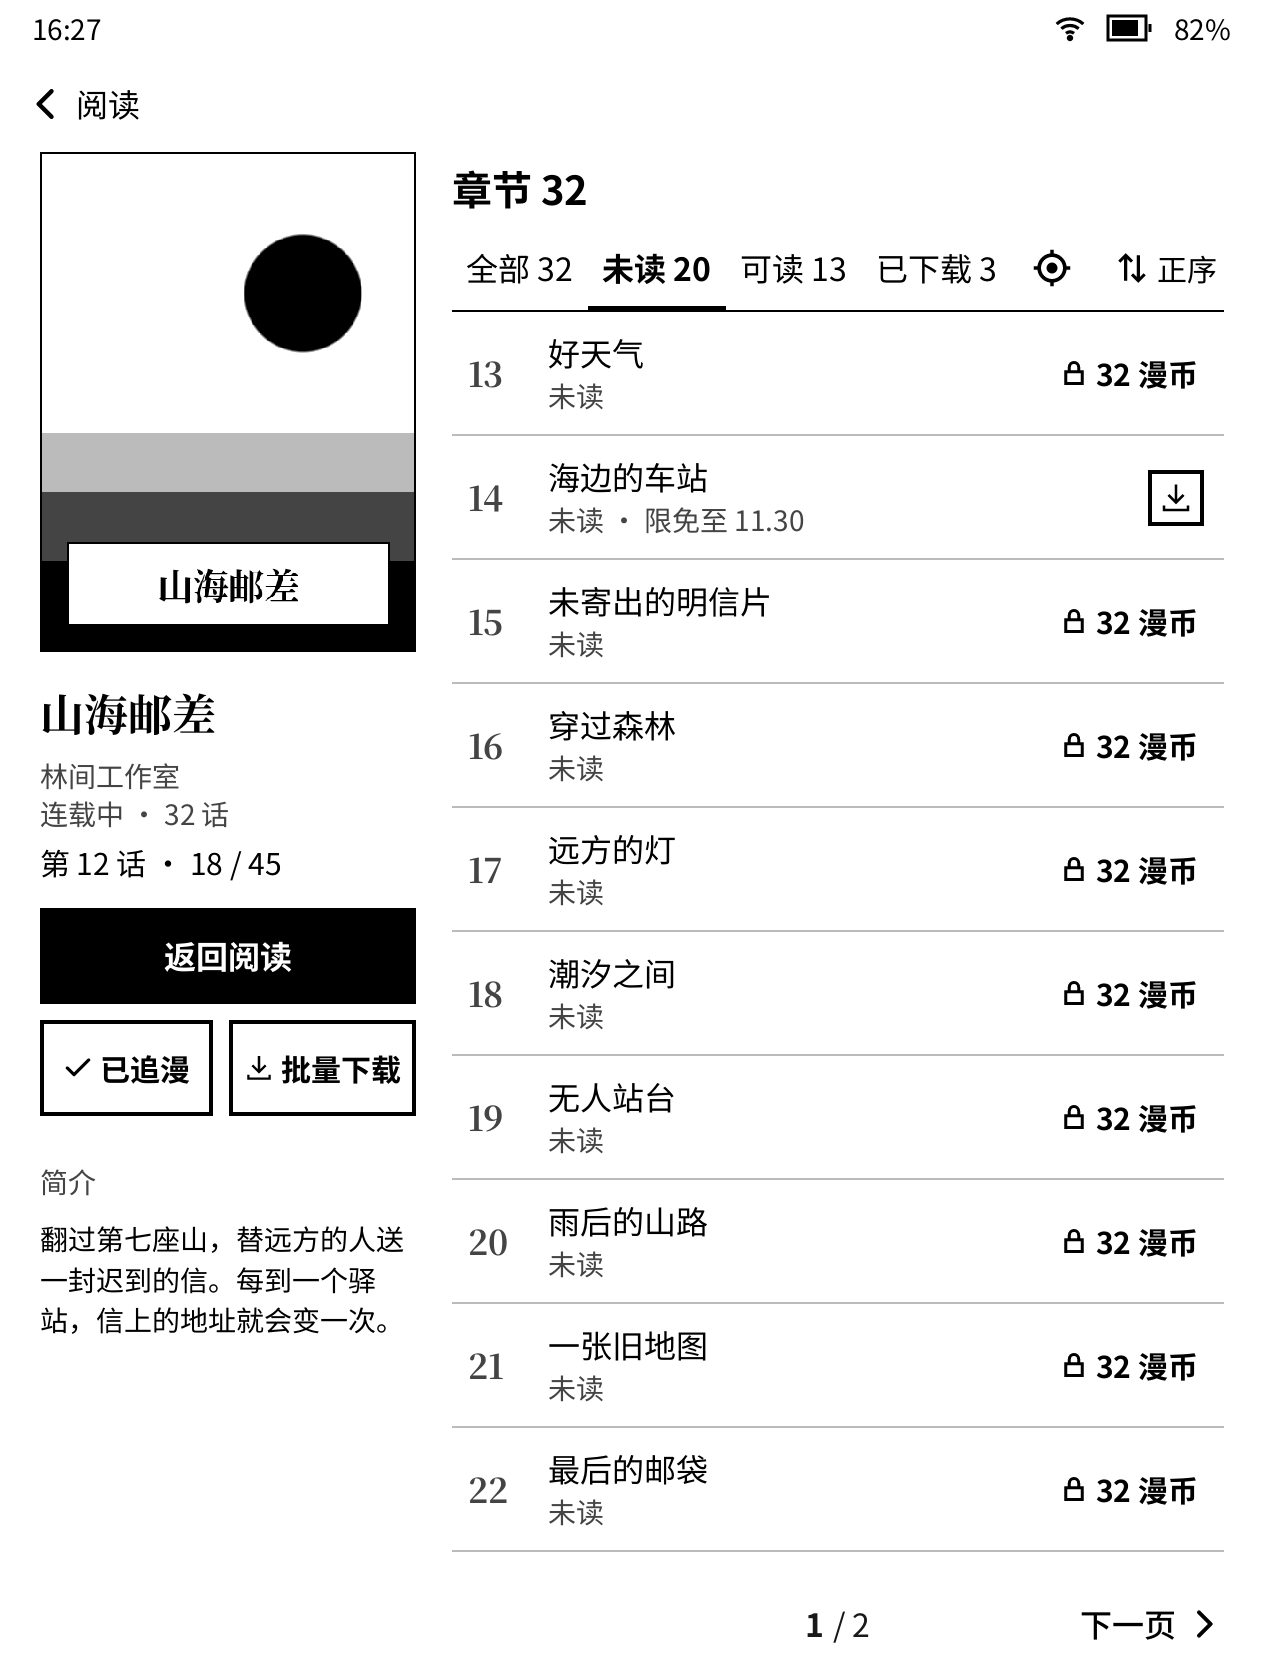 16:27
82%
阅读
山海邮差
山海邮差
林间工作室
连载中 · 32 话
第 12 话 · 18 / 45
返回阅读
已追漫
批量下载
简介
翻过第七座山，替远方的人送
一封迟到的信。每到一个驿
站，信上的地址就会变一次。
章节 32
全部 32 未读 20 可读 13 已下载 3 正序
13 好天气 32 漫币
未读
14 海边的车站
未读 · 限免至 11.30
15 未寄出的明信片 32 漫币
未读
16 穿过森林 32 漫币
未读
17 远方的灯 32 漫币
未读
18 潮汐之间 32 漫币
未读
19 无人站台 32 漫币
未读
20 雨后的山路 32 漫币
未读
21 一张旧地图 32 漫币
未读
22 最后的邮袋 32 漫币
未读
1 / 2
下一页